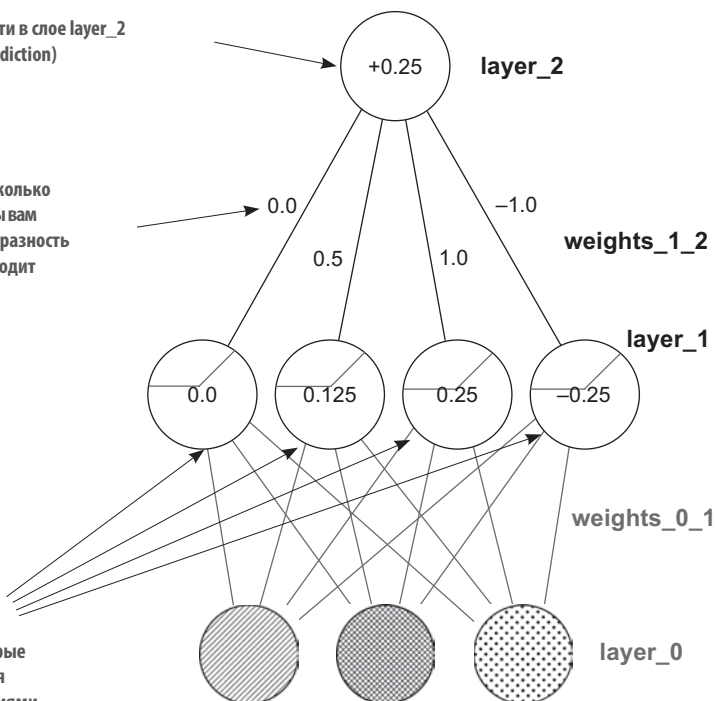 ти в слое layer_2
diction)
+0.25
layer_2
колько
ы вам
разность
одит
0.0
–1.0
0.5
1.0
weights_1_2
layer_1
0.0
0.125
0.25
–0.25
weights_0_1
рые
я
layer_0